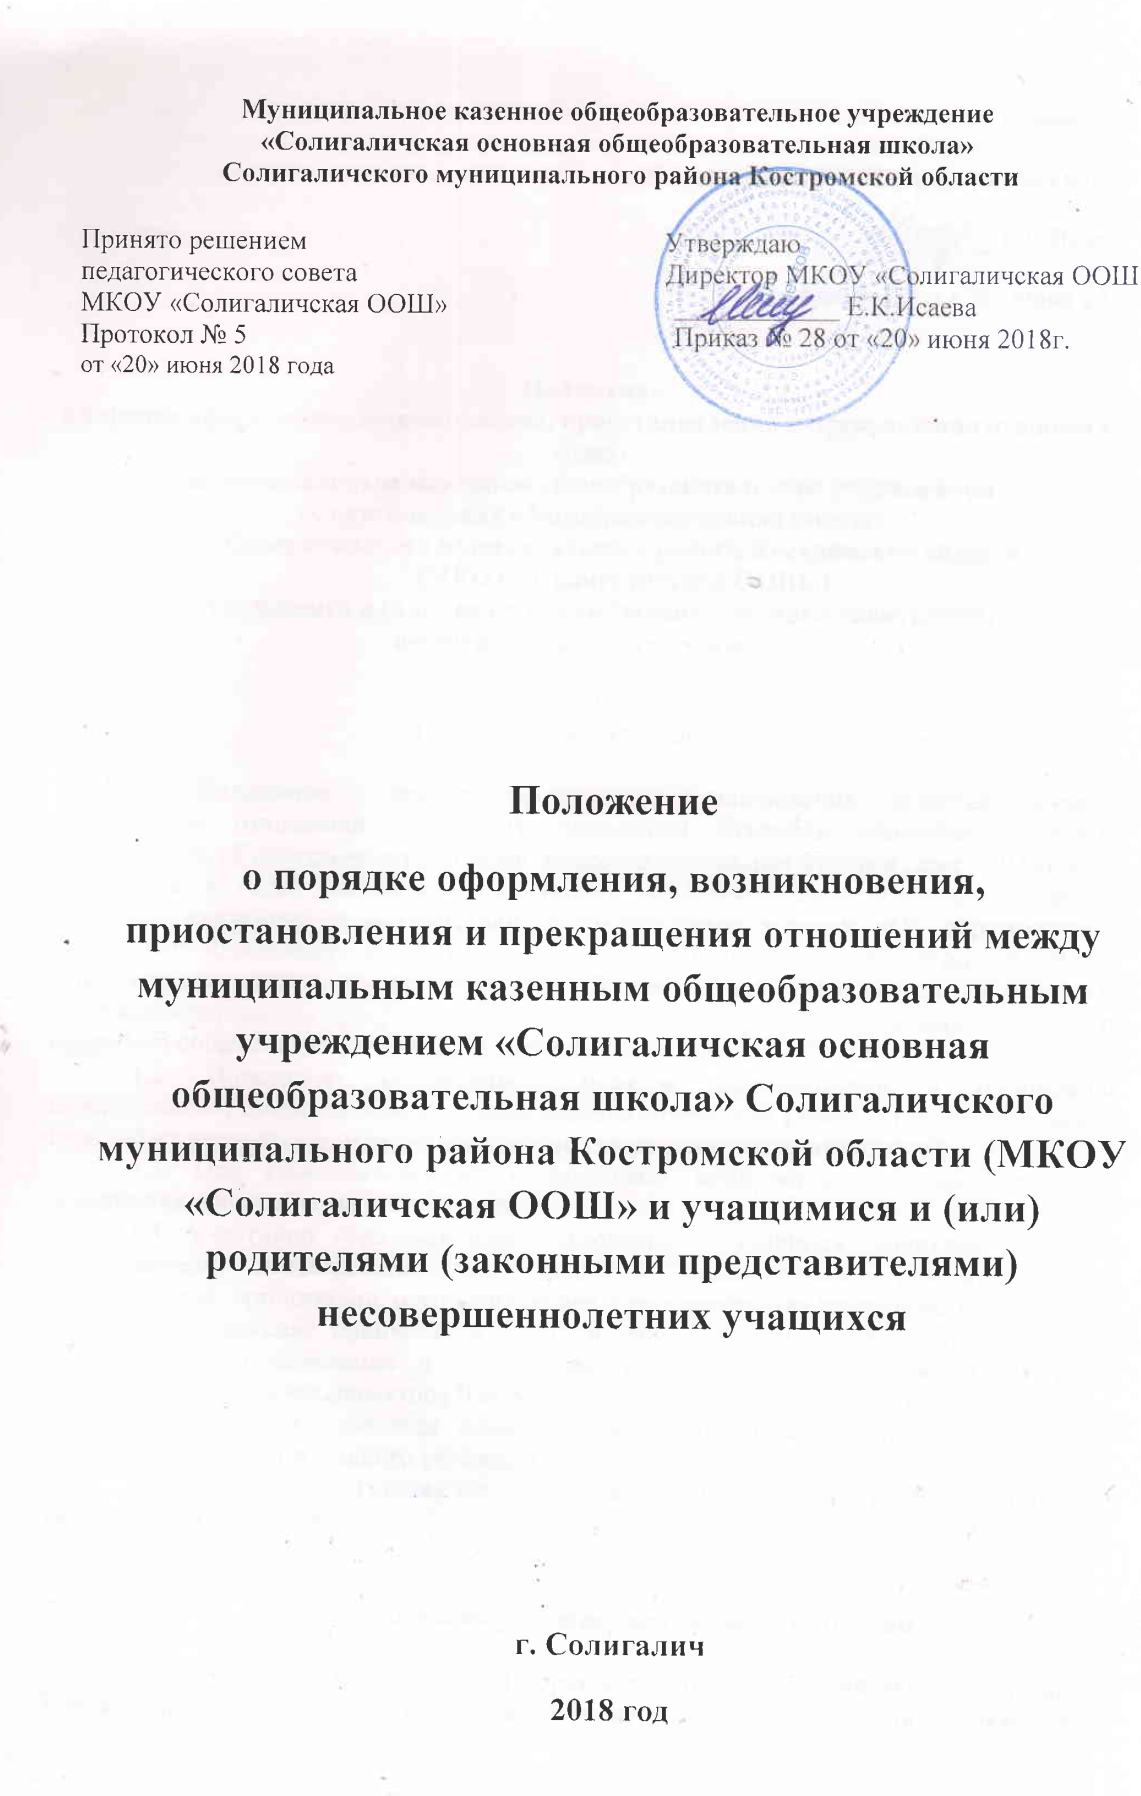 Муниципальное казенное общеобразовательное учреждение
«Солигаличская основная общеобразовательная школа»
Солигаличского муниципального района Костромской области
Принято решением
педагогического совета
МКОУ «Солигаличская ООШ»
Протокол № 5
от «20» июня 2018 года
Утверждаю
Директор МКОУ «Солигаличская ООШ
Е.К.Исаева
Приказ № 28 от «20» июня 2018г.
Положение
о порядке оформления, возникновения,
приостановления и прекращения отношений между
муниципальным казенным общеобразовательным
учреждением «Солигаличская основная
общеобразовательная школа» Солигаличского
муниципального района Костромской области (МКОУ
«Солигаличская ООШ» и учащимися и (или)
родителями (законными представителями)
несовершеннолетних учащихся
г. Солигалич
2018 год